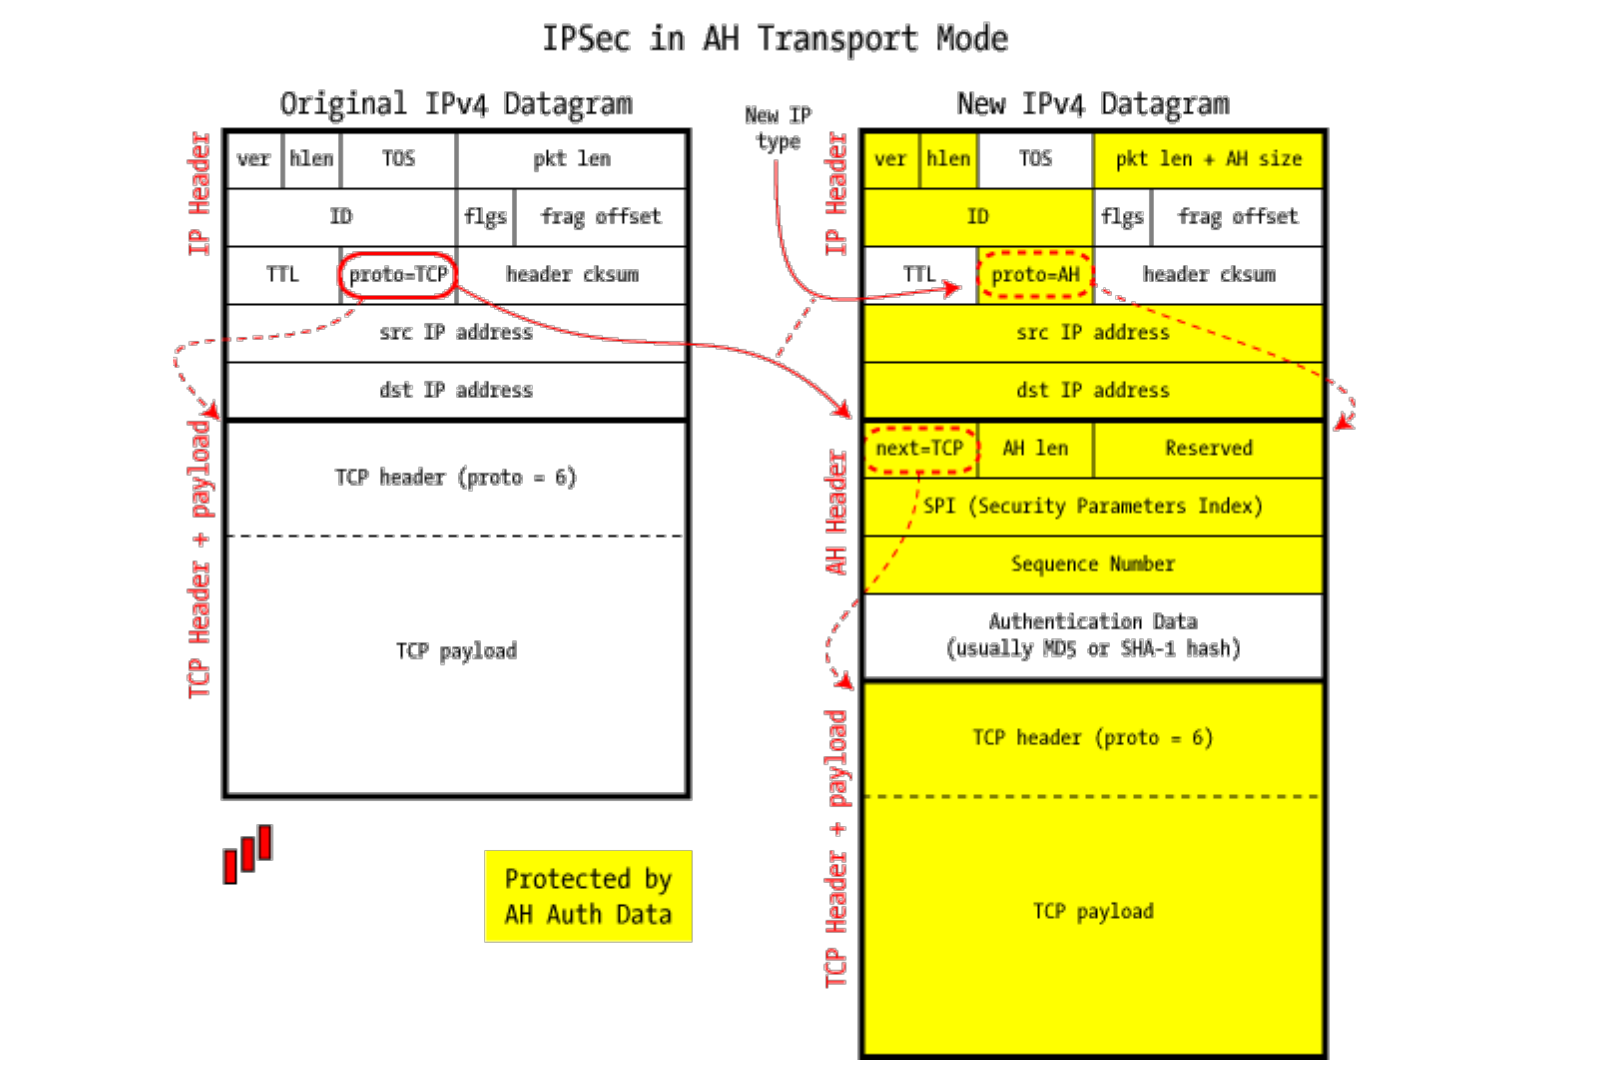 IPSec in AH Transport Mode
Original IPv4 Datagram
IP Header
ver hlen TOS pkt len
ID flgs frag offset
TTL proto=TCP header cksum
src IP address
dst IP address
TCP Header + payload
TCP header (proto = 6)
TCP payload
New IP
type
New IPv4 Datagram
IP Header
ver hlen TOS pkt len + AH size
ID flgs frag offset
TTL proto=AH header cksum
src IP address
dst IP address
AH Header
next=TCP AH len Reserved
SPI (Security Parameters Index)
Sequence Number
Authentication Data
(usually MD5 or SHA-1 hash)
TCP Header + payload
TCP header (proto = 6)
TCP payload
Protected by
AH Auth Data